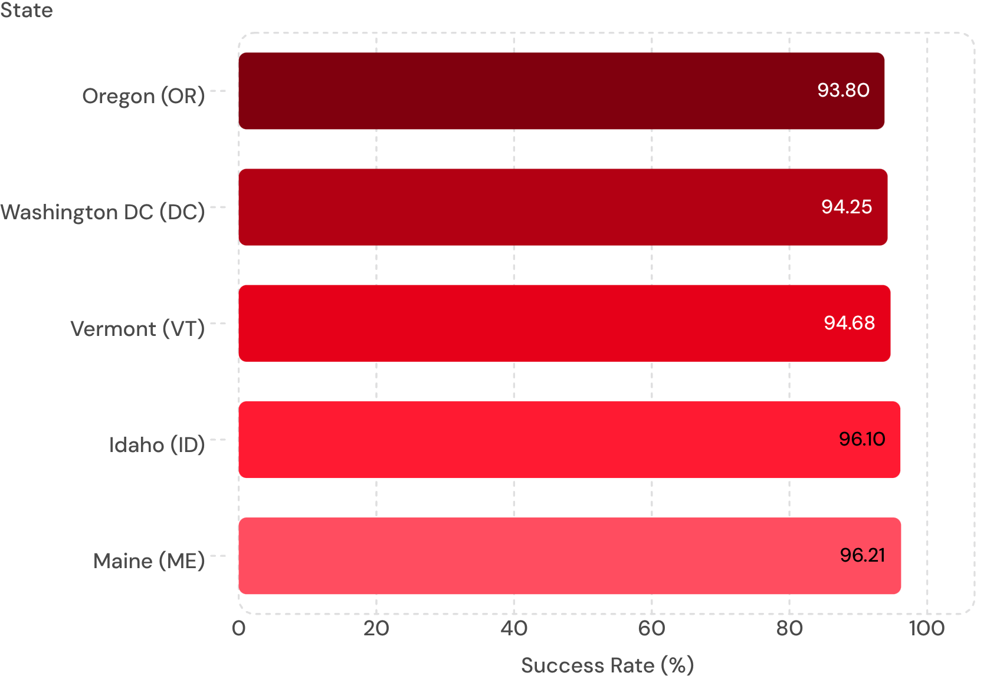 State
Oregon (OR)
93.80
Washington DC (DC)
94.25
Vermont (VT)
94.68
Idaho (ID)
96.10
Maine (ME)
96.21
0 20 40 60 80 100
Success Rate (%)